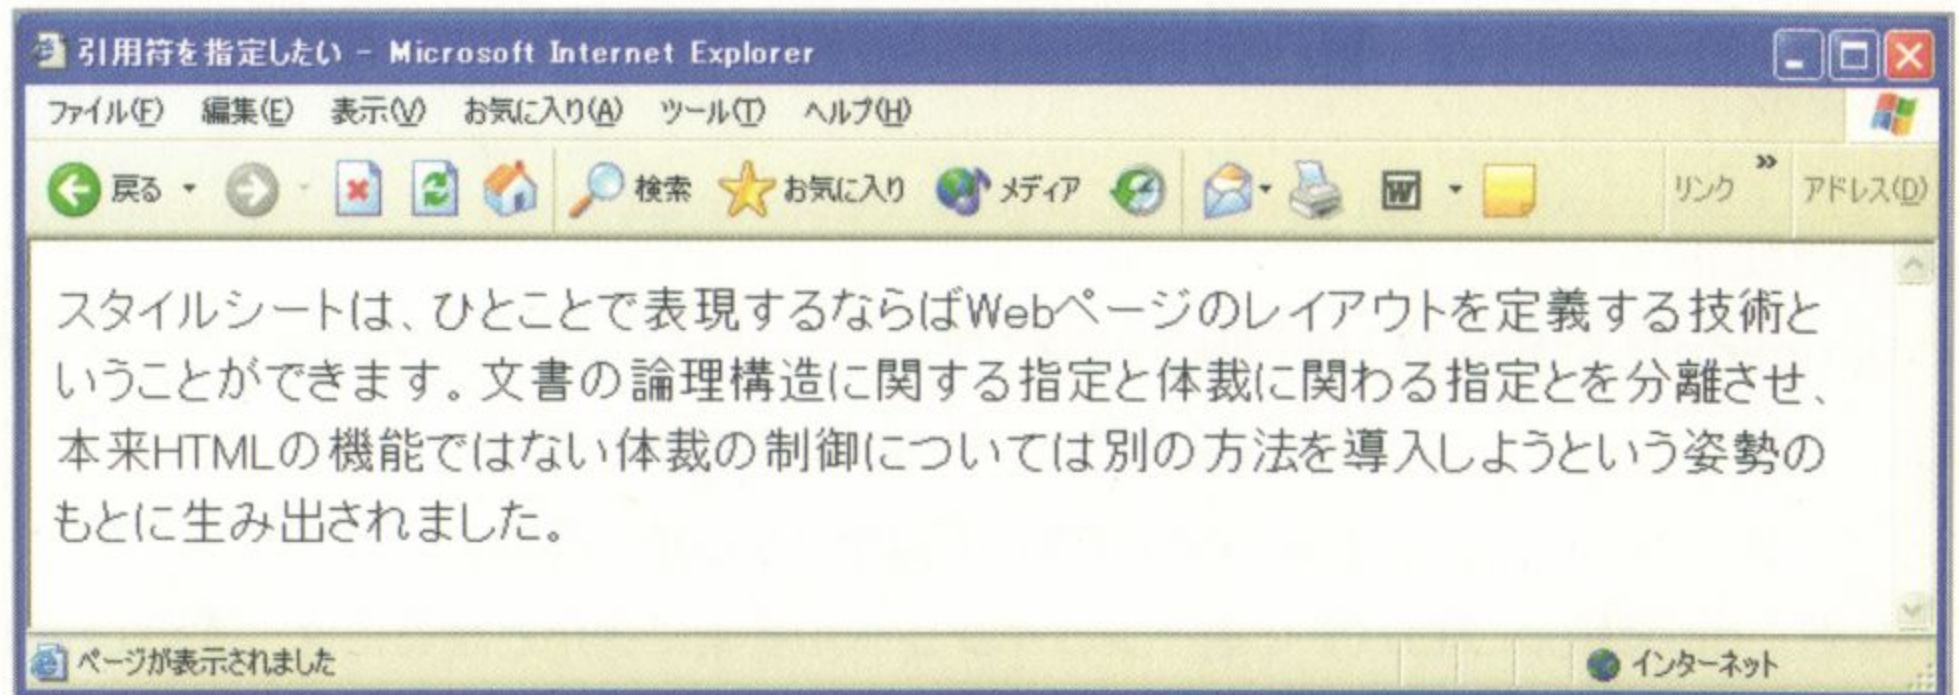 引用符を指定したい - Microsoft Internet Explorer
ファイル(F) 編集(E) 表示(V) お気に入り(A) ツール(T) ヘルプ(H)
戻る 検索 お気に入り メディア W リンク » アドレス(D)
スタイルシートは、ひとことで表現するならばWebページのレイアウトを定義する技術と
いうことができます。文書の論理構造に関する指定と体裁に関わる指定とを分離させ、
本来HTMLの機能ではない体裁の制御については別の方法を導入しようという姿勢の
もとに生み出されました。
ページが表示されました インターネット